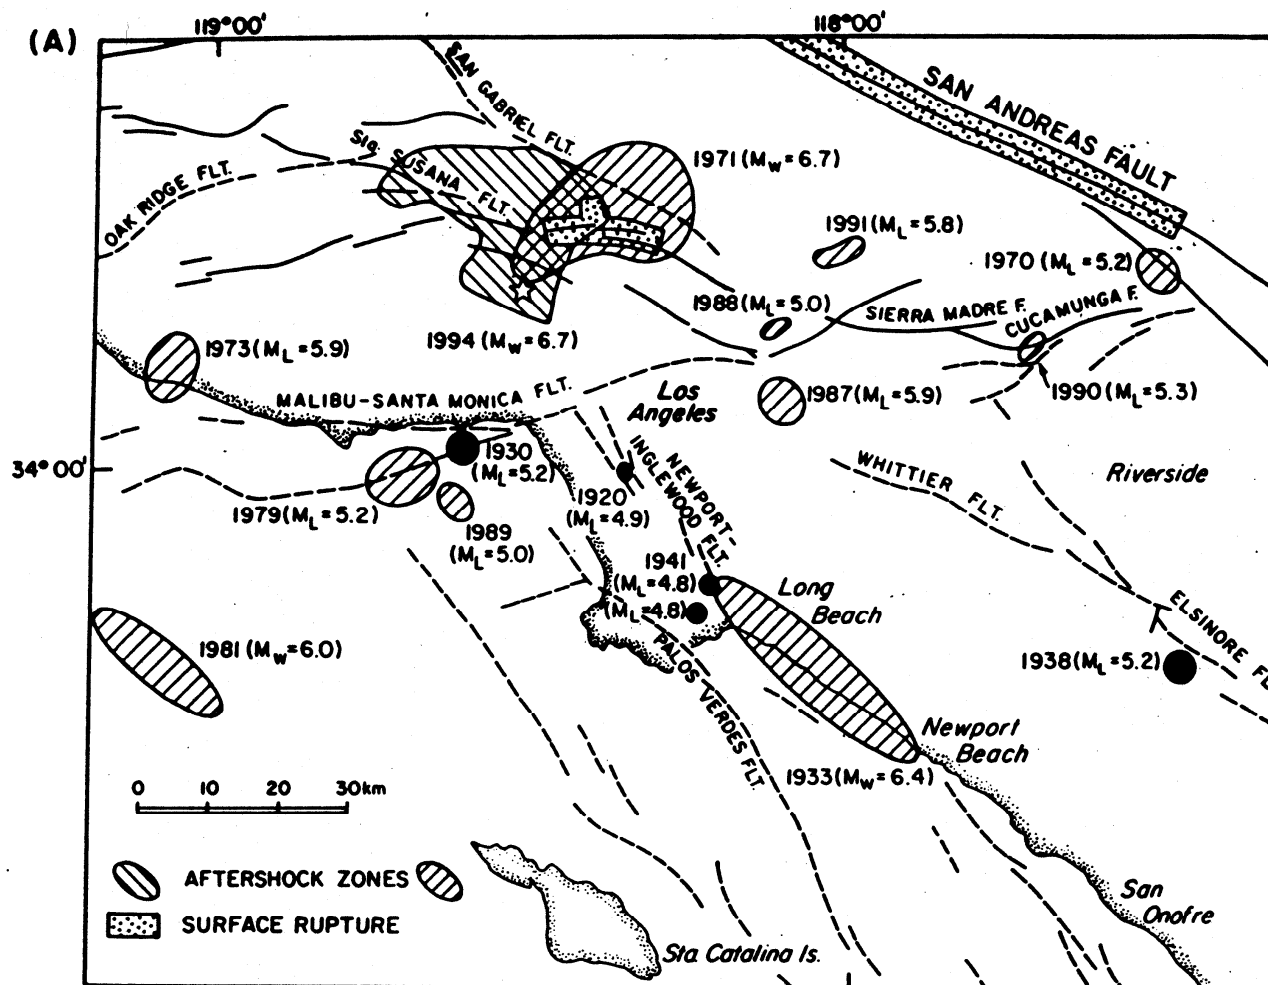 (A)
119°00'
118°00'
SAN GABRIEL FLT.
SAN ANDREAS FAULT
Sta. SUSANA FLT.
OAK RIDGE FLT.
1971 (Mw = 6.7)
1991 (ML = 5.8)
1970 (ML = 5.2)
1988 (ML = 5.0)
SIERRA MADRE F.
CUCAMUNGA F.
1994 (Mw = 6.7)
1973 (ML = 5.9)
MALIBU-SANTA MONICA FLT.
Los
Angeles
1987 (ML = 5.9)
1990 (ML = 5.3)
34°00'
1930
(ML = 5.2)
NEWPORT-
INGLEWOOD FLT.
WHITTIER FLT.
Riverside
1979 (ML = 5.2)
1920
(ML = 4.9)
1989
(ML = 5.0)
1941
(ML = 4.8)
(ML = 4.8)
Long
Beach
ELSINORE FL
1981 (Mw = 6.0)
PALOS VERDES FLT.
1938 (ML = 5.2)
Newport
Beach
1933 (Mw = 6.4)
0 10 20 30 km
AFTERSHOCK ZONES
SURFACE RUPTURE
San
Onofre
Sta. Catalina Is.